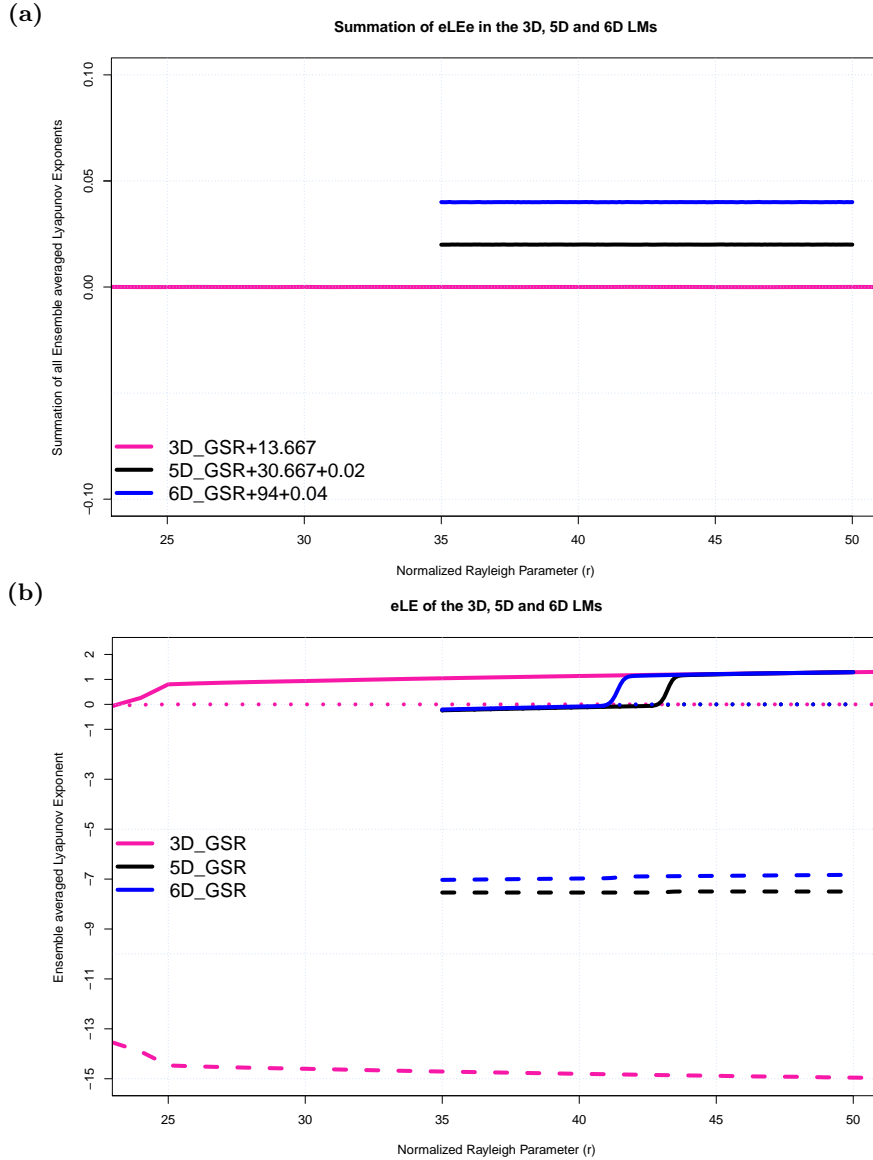 (a)
Summation of eLEe in the 3D, 5D and 6D LMs
Summation of all Ensemble averaged Lyapunov Exponents
0.10
0.05
0.00
−0.10
3D_GSR+13.667
5D_GSR+30.667+0.02
6D_GSR+94+0.04
25 30 35 40 45 50
Normalized Rayleigh Parameter (r)
(b)
eLE of the 3D, 5D and 6D LMs
Ensemble averaged Lyapunov Exponent
2
1
0
−1
−3
−5
−7
−9
−11
−13
−15
3D_GSR
5D_GSR
6D_GSR
25 30 35 40 45 50
Normalized Rayleigh Parameter (r)